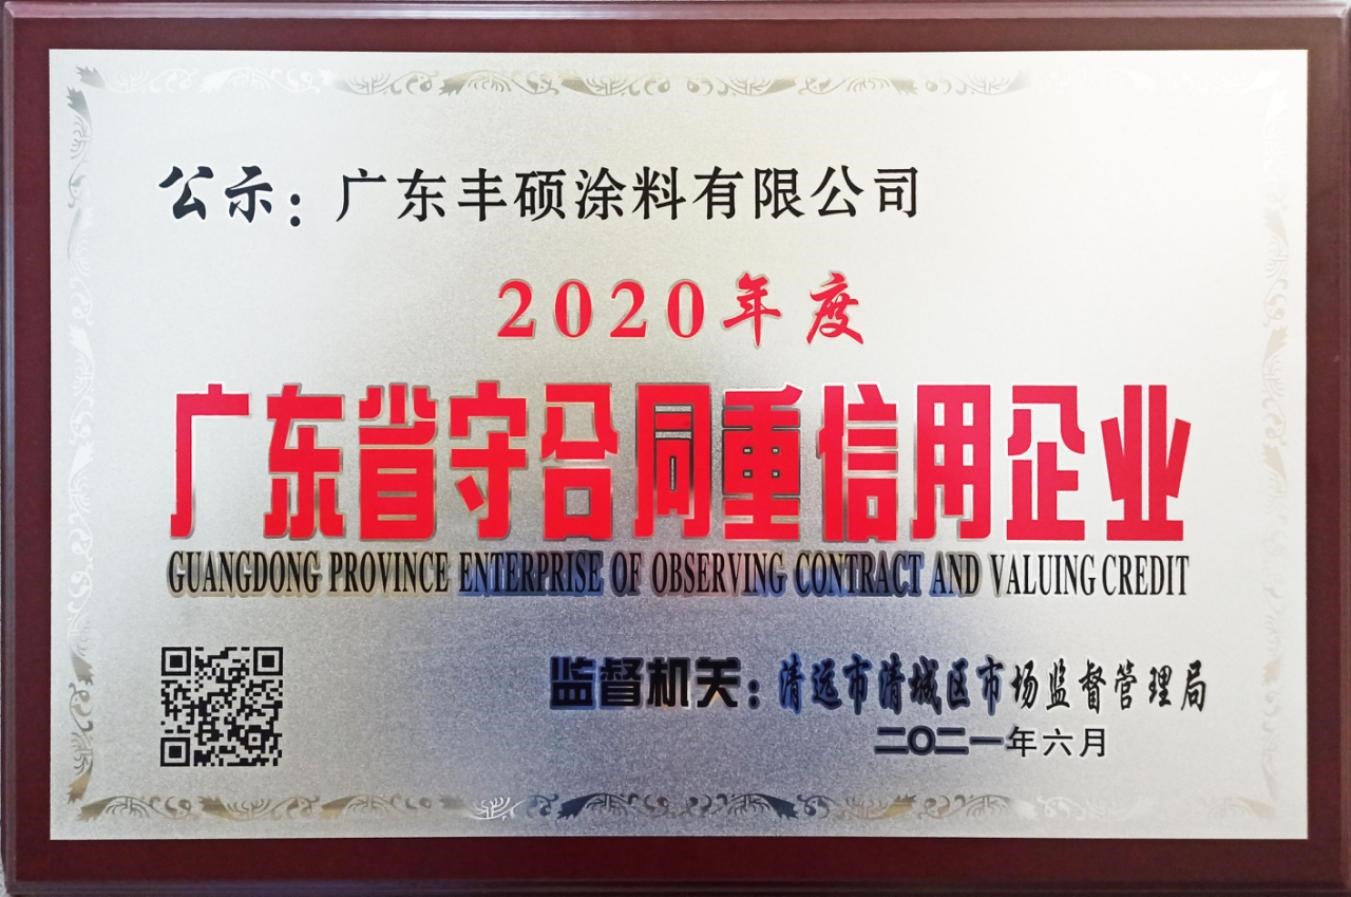 公示：广东丰硕涂料有限公司
2020年度
广东省守合同重信用企业
GUANGDONG PROVINCE ENTERPRISE OF OBSERVING CONTRACT AND VALUING CREDIT
监督机关：清远市清城区市场监督管理局
二〇二一年六月